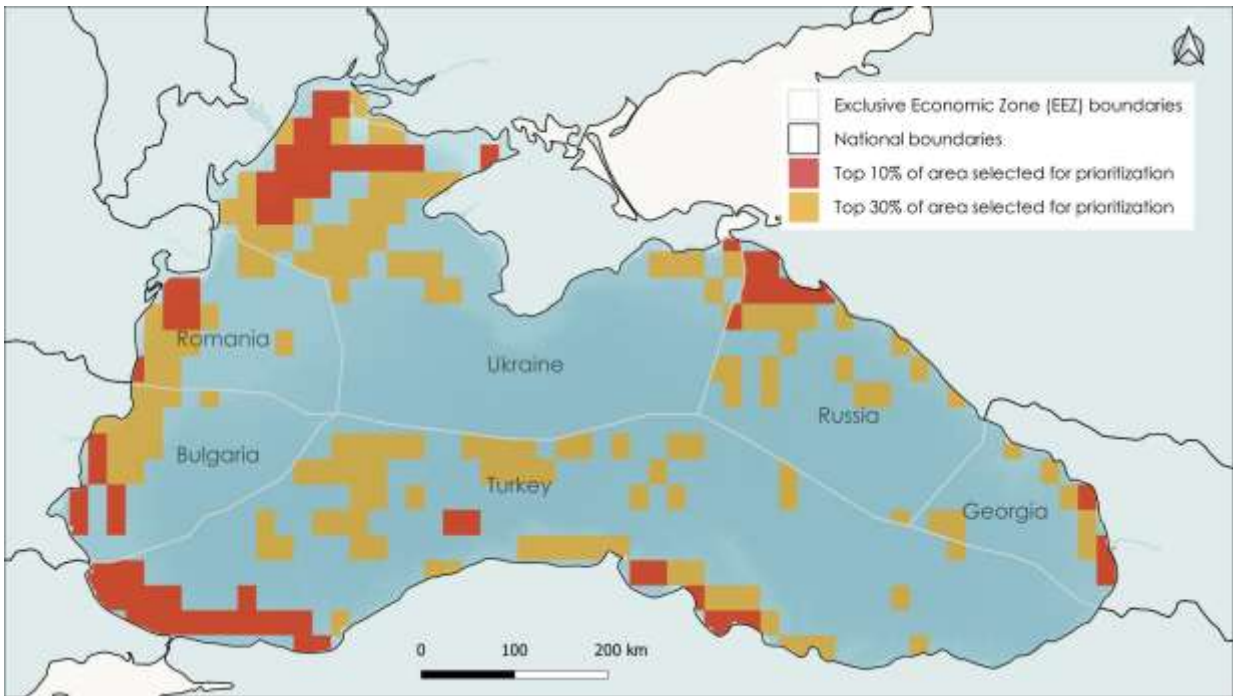 Exclusive Economic Zone (EEZ) boundaries
National boundaries
Top 10% of area selected for prioritization
Top 30% of area selected for prioritization
Romania
Ukraine
Russia
Bulgaria
Turkey
Georgia
0 100 200 km